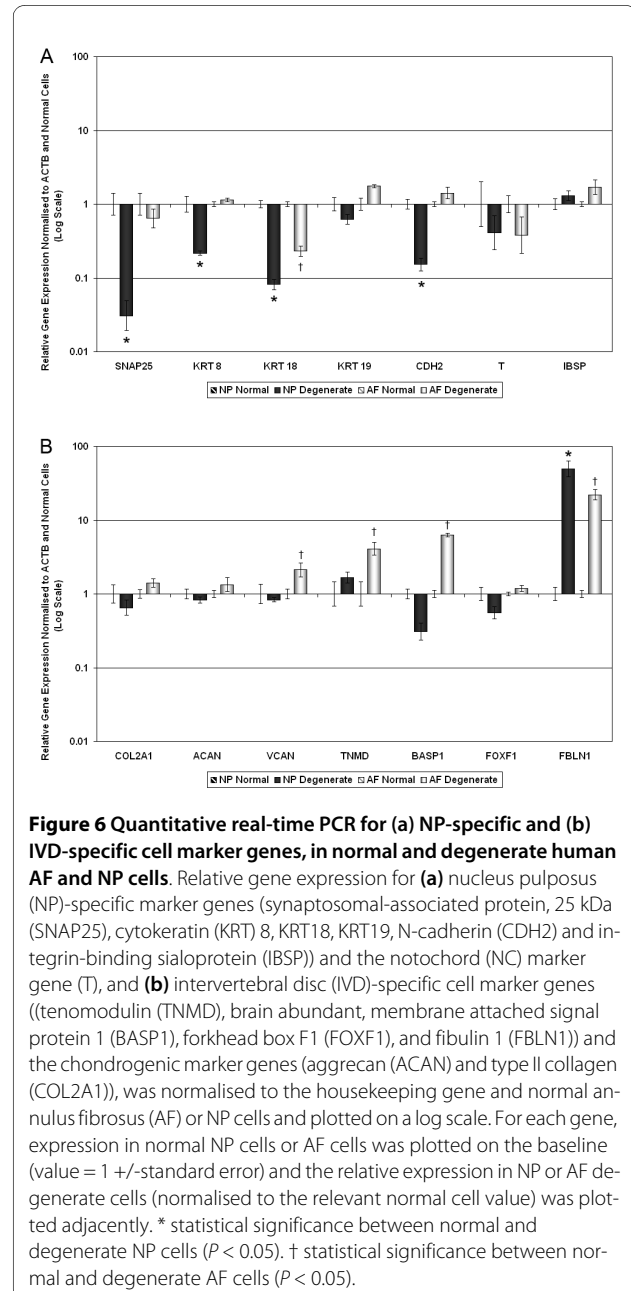 A
100
10
1
0.1
0.01
Relative Gene Expression Normalised to ACTB and Normal Cells
(Log Scale)
* * * † *
SNAP25 KRT 8 KRT 18 KRT 19 CDH2 T IBSP
NP Normal NP Degenerate AF Normal AF Degenerate
B
100
10
1
0.1
0.01
Relative Gene Expression Normalised to ACTB and Normal Cells
(Log Scale)
† † † * †
COL2A1 ACAN VCAN TNMD BASP1 FOXF1 FBLN1
NP Normal NP Degenerate AF Normal AF Degenerate
Figure 6 Quantitative real-time PCR for (a) NP-specific and (b)
IVD-specific cell marker genes, in normal and degenerate human
AF and NP cells. Relative gene expression for (a) nucleus pulposus
(NP)-specific marker genes (synaptosomal-associated protein, 25 kDa
(SNAP25), cytokeratin (KRT) 8, KRT18, KRT19, N-cadherin (CDH2) and in-
tegrin-binding sialoprotein (IBSP)) and the notochord (NC) marker
gene (T), and (b) intervertebral disc (IVD)-specific cell marker genes
((tenomodulin (TNMD), brain abundant, membrane attached signal
protein 1 (BASP1), forkhead box F1 (FOXF1), and fibulin 1 (FBLN1)) and
the chondrogenic marker genes (aggrecan (ACAN) and type II collagen
(COL2A1)), was normalised to the housekeeping gene and normal an-
nulus fibrosus (AF) or NP cells and plotted on a log scale. For each gene,
expression in normal NP cells or AF cells was plotted on the baseline
(value = 1 +/-standard error) and the relative expression in NP or AF de-
generate cells (normalised to the relevant normal cell value) was plot-
ted adjacently. * statistical significance between normal and
degenerate NP cells (P < 0.05). † statistical significance between nor-
mal and degenerate AF cells (P < 0.05).